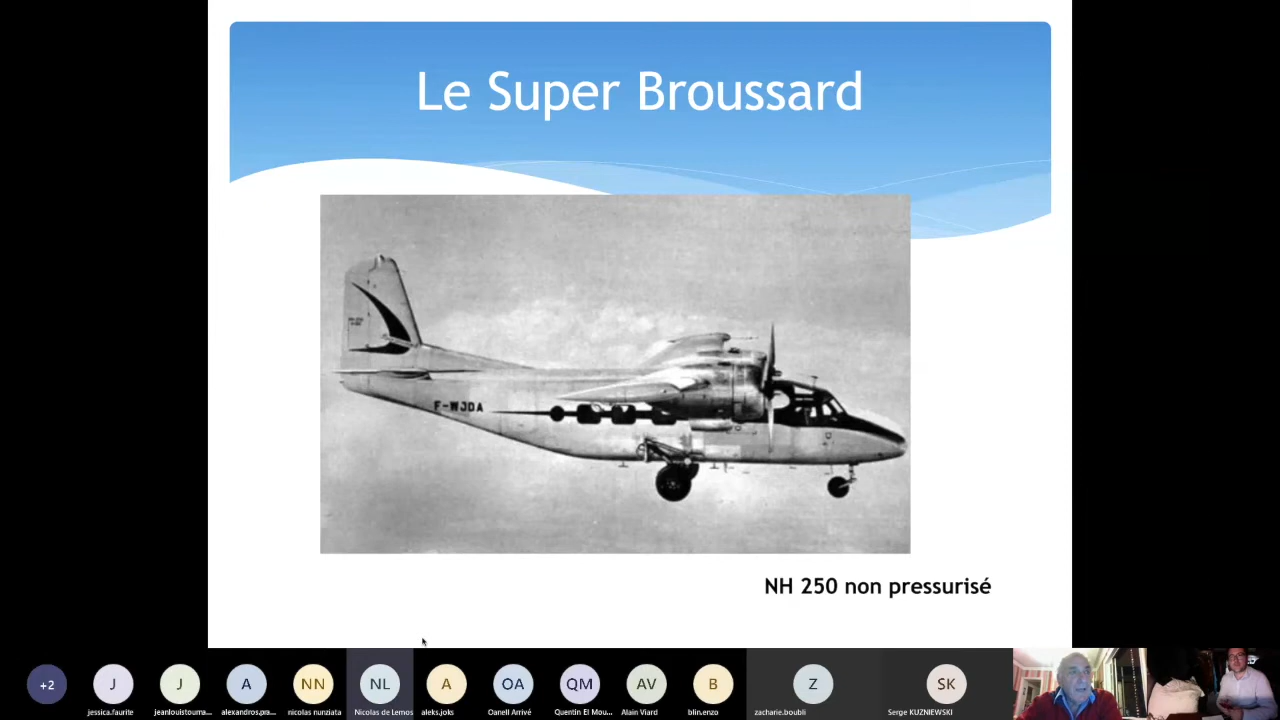 Le Super Broussard
F-WJDA
NH 250 non pressurisé
+2
J
J
A
NN
NL
A
OA
QM
AV
B
Z
SK
jessica.faurite
jeanlouistouma...
alexandros.pra...
nicolas nunziata
Nicolas de Lemos
aleks.joks
Oanell Arrivé
Quentin El Mou...
Alain Viard
blin.enzo
zacharie.boubli
Serge KUZNIEWSKI